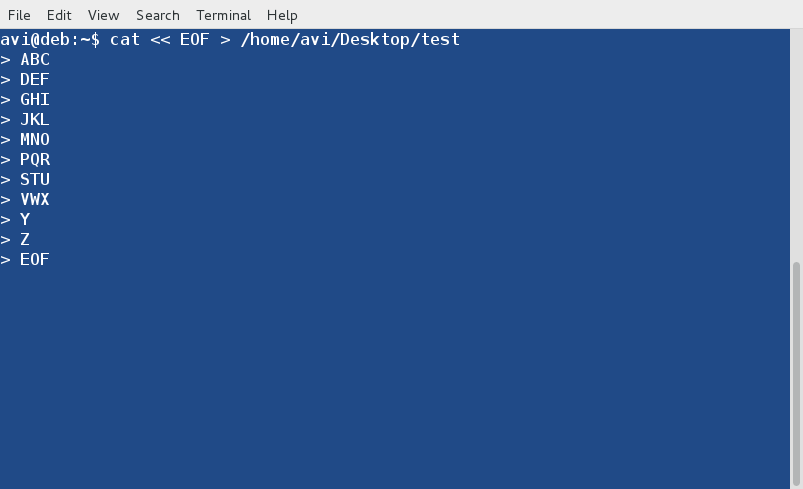 File Edit View Search Terminal Help
avi@deb:~$ cat << EOF > /home/avi/Desktop/test
> ABC
> DEF
> GHI
> JKL
> MNO
> PQR
> STU
> VWX
> Y
> Z
> EOF